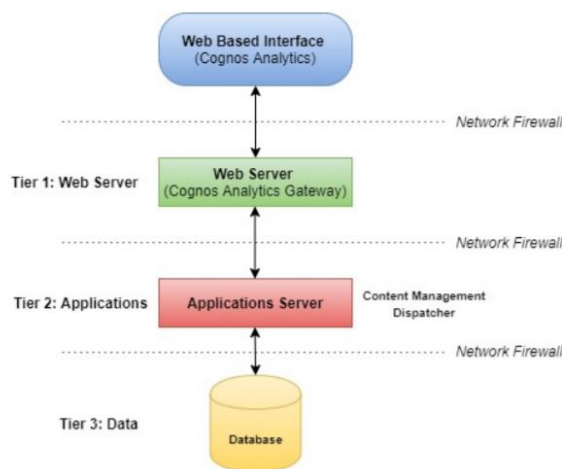 Web Based Interface
(Cognos Analytics)
Network Firewall
Tier 1: Web Server
Web Server
(Cognos Analytics Gateway)
Network Firewall
Tier 2: Applications
Applications Server
Content Management
Dispatcher
Network Firewall
Tier 3: Data
Database